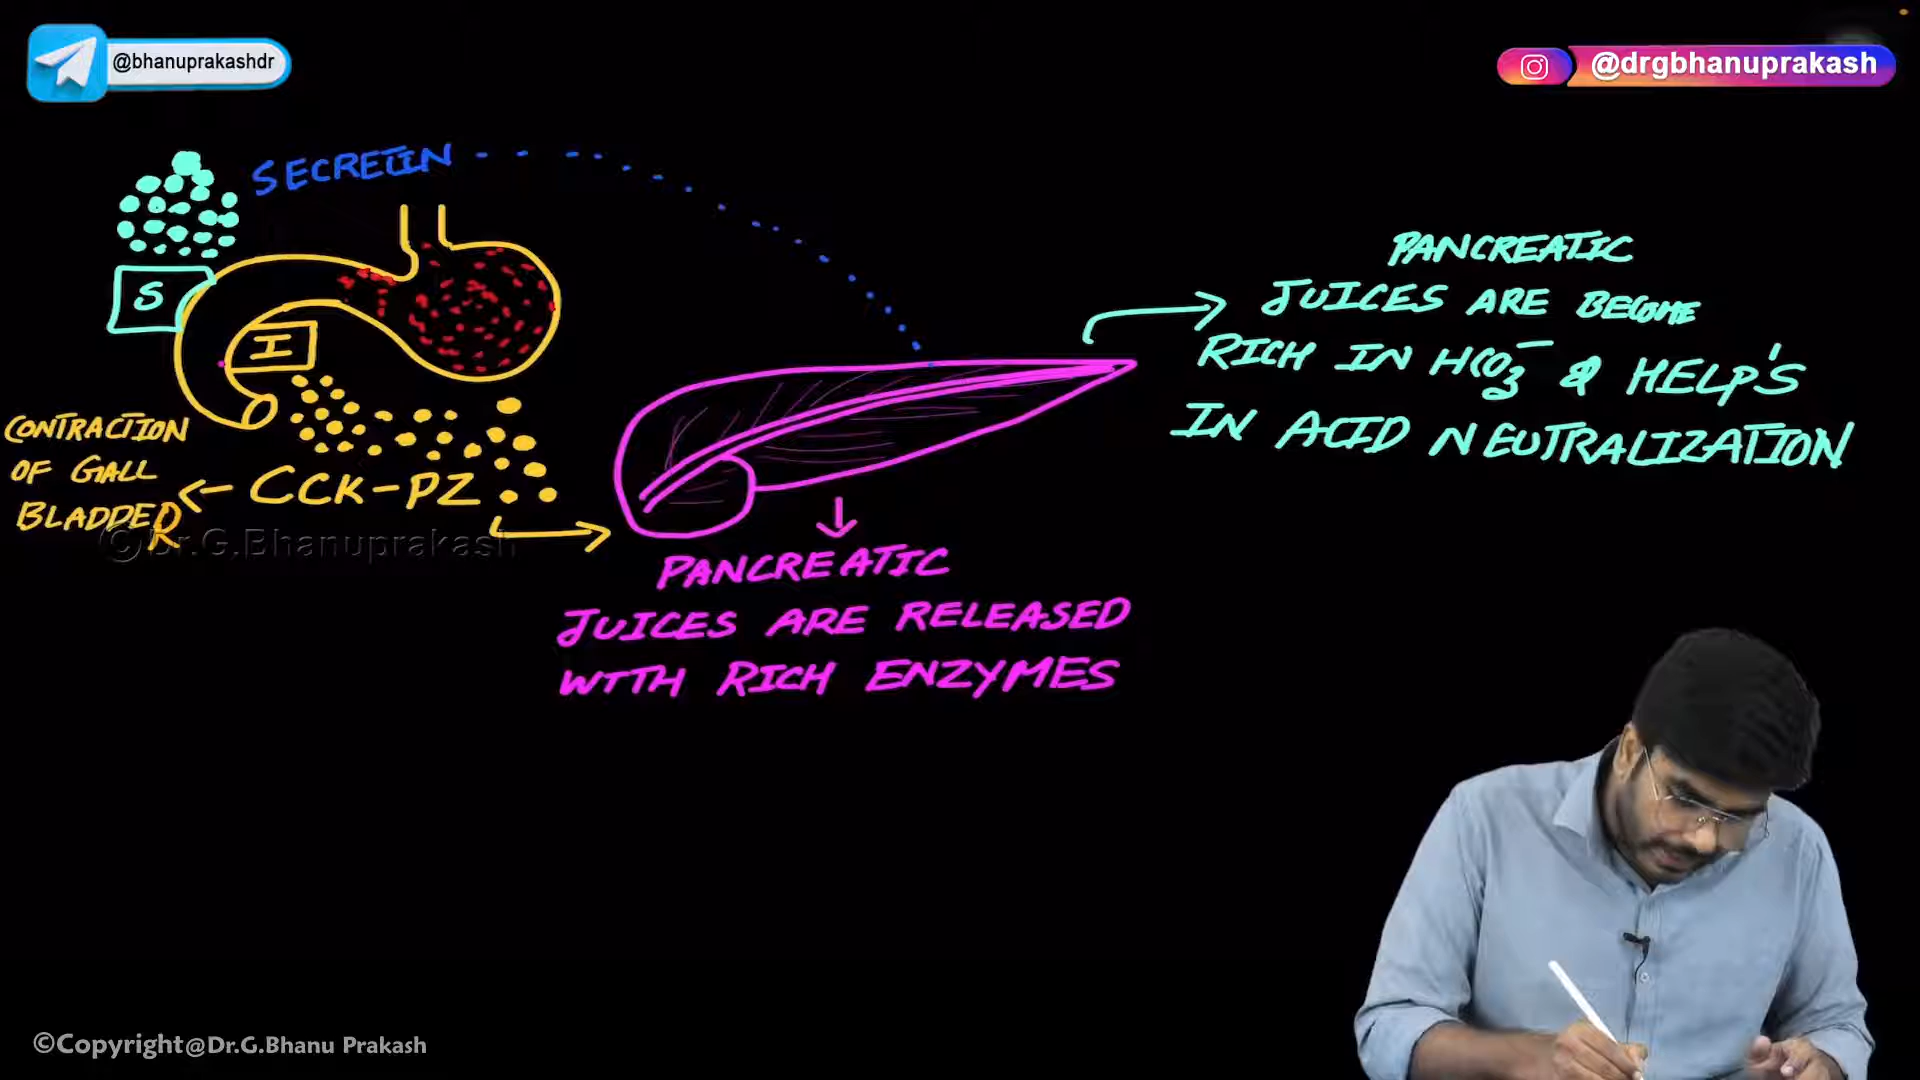 @bhanuprakashdr
@drgbhanuprakash
SECRETIN
S
I
CONTRACTION
OF GALL
BLADDER
CCK-PZ
©Dr.G.Bhanuprakash
PANCREATIC
JUICES ARE RELEASED
WITH RICH ENZYMES
PANCREATIC
JUICES ARE BECOME
RICH IN HCO₃⁻ & HELP'S
IN ACID NEUTRALIZATION
©Copyright@Dr.G.Bhanu Prakash